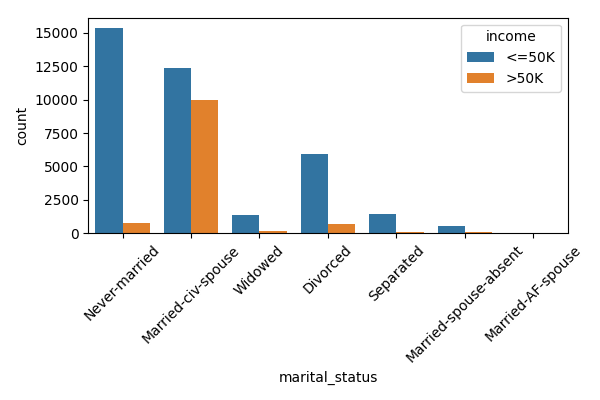 income
<=50K
>50K
count
15000
12500
10000
7500
5000
2500
0
Never-married
Married-civ-spouse
Widowed
Divorced
Separated
Married-spouse-absent
Married-AF-spouse
marital_status